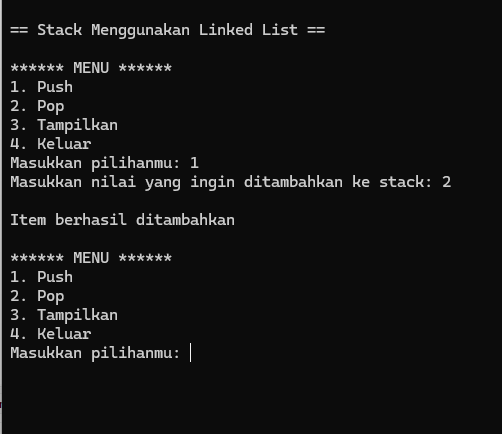 == Stack Menggunakan Linked List ==
****** MENU ******
1. Push
2. Pop
3. Tampilkan
4. Keluar
Masukkan pilihanmu: 1
Masukkan nilai yang ingin ditambahkan ke stack: 2
Item berhasil ditambahkan
****** MENU ******
1. Push
2. Pop
3. Tampilkan
4. Keluar
Masukkan pilihanmu: